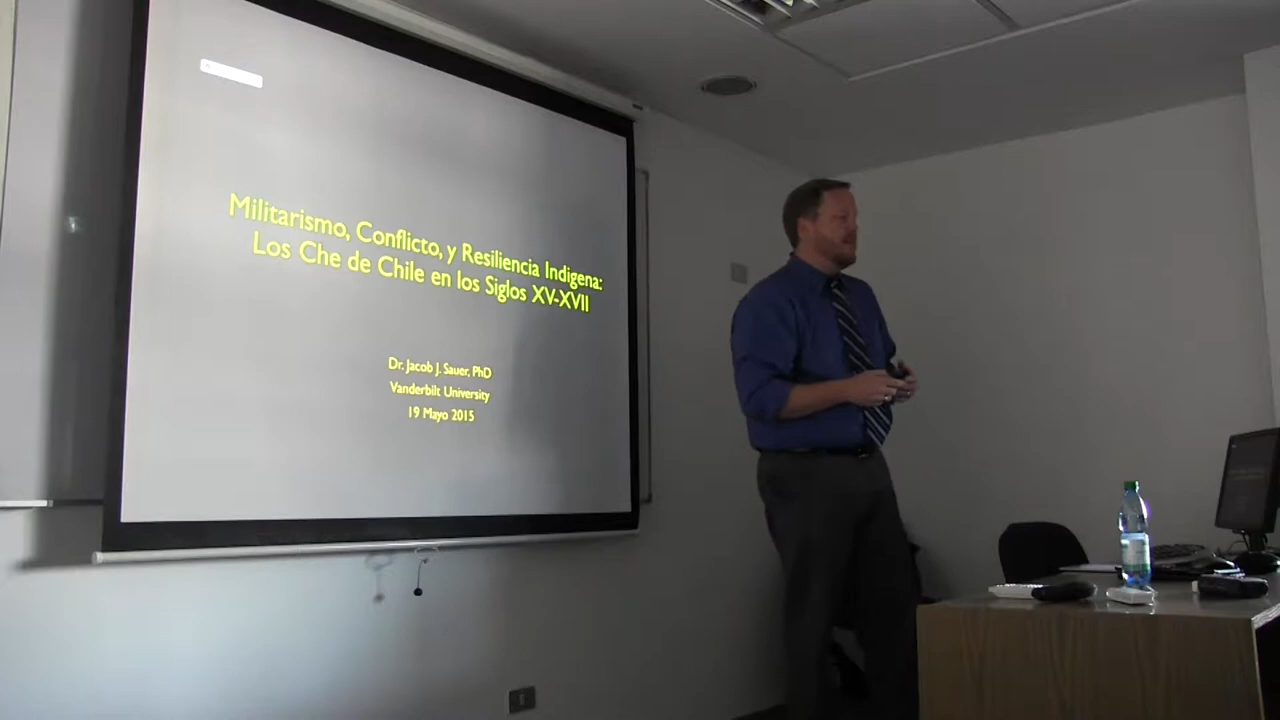 Militarismo, Conflicto, y Resiliencia Indigena:
Los Che de Chile en los Siglos XV-XVII
Dr. Jacob J. Sauer, PhD
Vanderbilt University
19 Mayo 2015